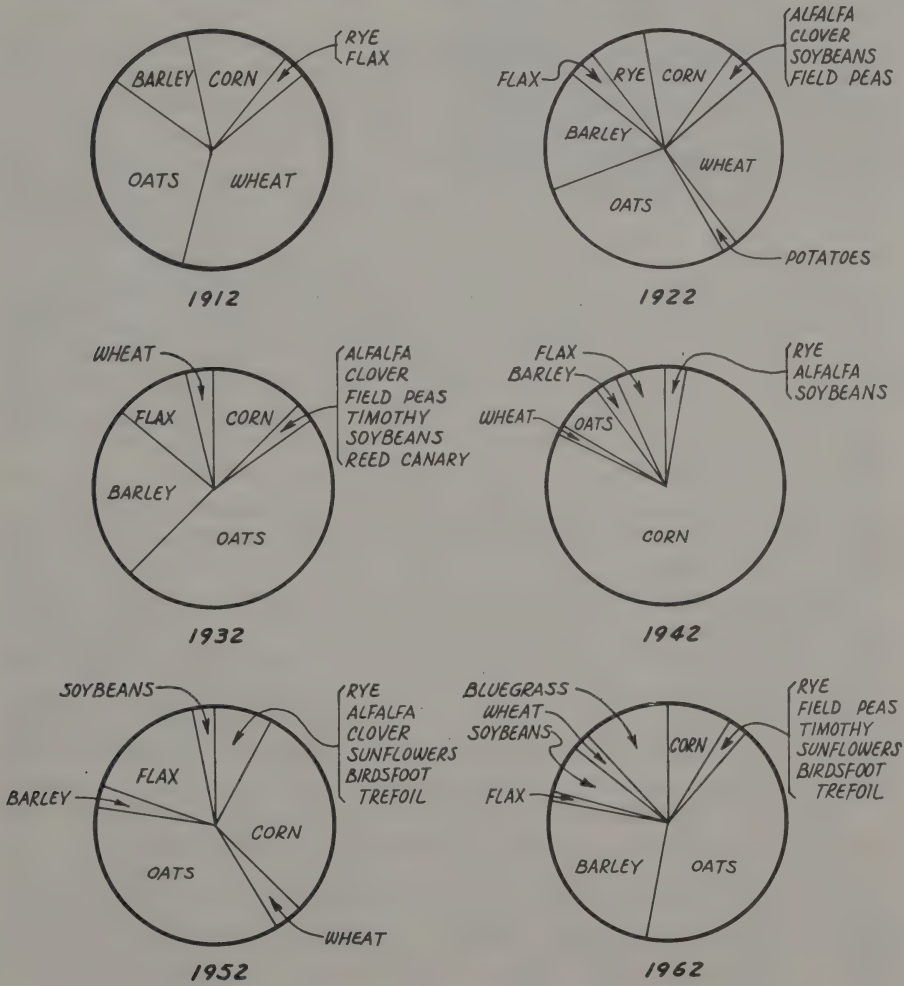 BARLEY
CORN
RYE
FLAX
OATS
WHEAT
1912
FLAX
RYE
CORN
ALFALFA
CLOVER
SOYBEANS
FIELD PEAS
BARLEY
WHEAT
OATS
POTATOES
1922
WHEAT
FLAX
CORN
ALFALFA
CLOVER
FIELD PEAS
TIMOTHY
SOYBEANS
REED CANARY
BARLEY
OATS
1932
FLAX
BARLEY
WHEAT
OATS
RYE
ALFALFA
SOYBEANS
CORN
1942
SOYBEANS
RYE
ALFALFA
CLOVER
SUNFLOWERS
BIRDSFOOT
TREFOIL
FLAX
BARLEY
CORN
OATS
WHEAT
1952
BLUEGRASS
WHEAT
SOYBEANS
FLAX
CORN
RYE
FIELD PEAS
TIMOTHY
SUNFLOWERS
BIRDSFOOT
TREFOIL
BARLEY
OATS
1962